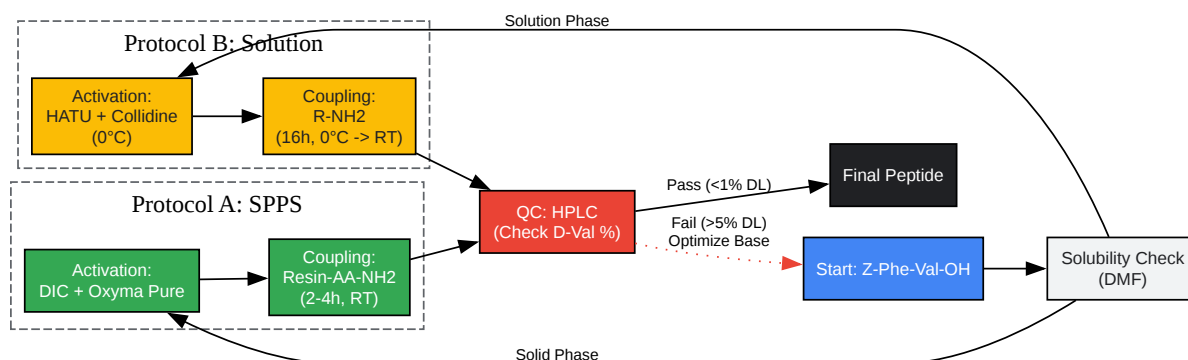 Solution Phase
Protocol B: Solution
Activation:
HATU + Collidine
(0°C)
Coupling:
R-NH2
(16h, 0°C -> RT)
Protocol A: SPPS
Activation:
DIC + Oxyma Pure
Coupling:
Resin-AA-NH2
(2-4h, RT)
QC: HPLC
(Check D-Val %)
Pass (<1% DL)
Final Peptide
Fail (>5% DL)
Optimize Base
Start: Z-Phe-Val-OH
Solubility Check
(DMF)
Solid Phase